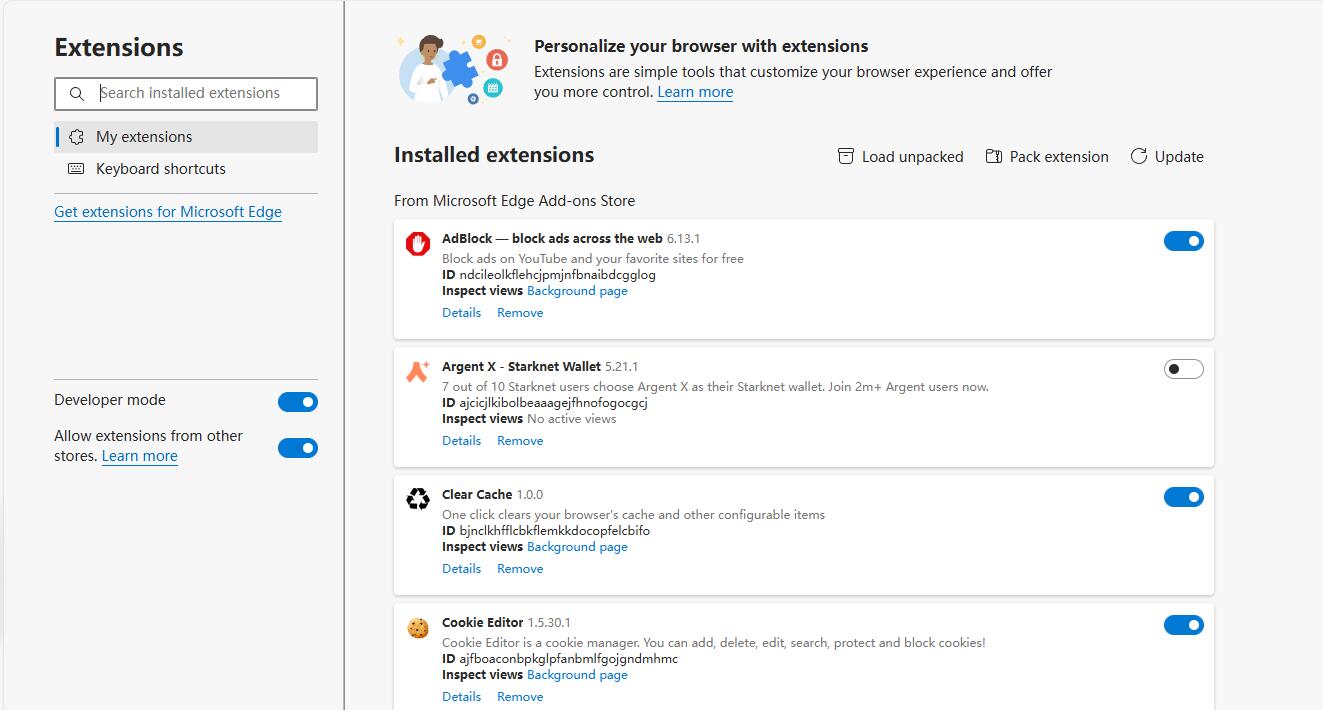 Extensions
Search installed extensions
My extensions
Keyboard shortcuts
Get extensions for Microsoft Edge
Developer mode
Allow extensions from other
stores. Learn more
Personalize your browser with extensions
Extensions are simple tools that customize your browser experience and offer
you more control. Learn more
Installed extensions
Load unpacked
Pack extension
Update
From Microsoft Edge Add-ons Store
AdBlock — block ads across the web 6.13.1
Block ads on YouTube and your favorite sites for free
ID ndcileolkflehcjpmjnfbnaibdcgglog
Inspect views Background page
Details Remove
Argent X - Starknet Wallet 5.21.1
7 out of 10 Starknet users choose Argent X as their Starknet wallet. Join 2m+ Argent users now.
ID ajcicjlkibolbeaaagejfhnofogocgcj
Inspect views No active views
Details Remove
Clear Cache 1.0.0
One click clears your browser's cache and other configurable items
ID bjnclkhfflcbkflemkkdocopfelcbifo
Inspect views Background page
Details Remove
Cookie Editor 1.5.30.1
Cookie Editor is a cookie manager. You can add, delete, edit, search, protect and block cookies!
ID ajfboaconbpkglpfanbmlfgojgndmhmc
Inspect views Background page
Details Remove